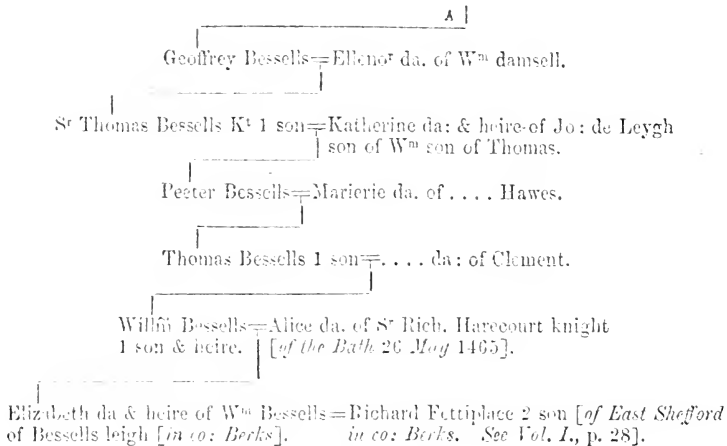 A
Geoffrey Bessells=Ellenor da. of Wm damsell.
Sr Thomas Bessells Kt 1 son=Katherine da: & heire of Jo: de Leygh
son of Wm son of Thomas.
Peeter Bessells=Marierie da. of . . . . Hawes.
Thomas Bessells 1 son=. . . . da: of Clement.
Willm̃ Bessells=Alice da. of Sr Rich. Harecourt knight
1 son & heire. [of the Bath 26 May 1465].
Elizabeth da & heire of Wm Bessells=Richard Fettiplace 2 son [of East Shefford
of Bessells leigh [in co: Berks]. in co: Berks. See Vol. I., p. 28].